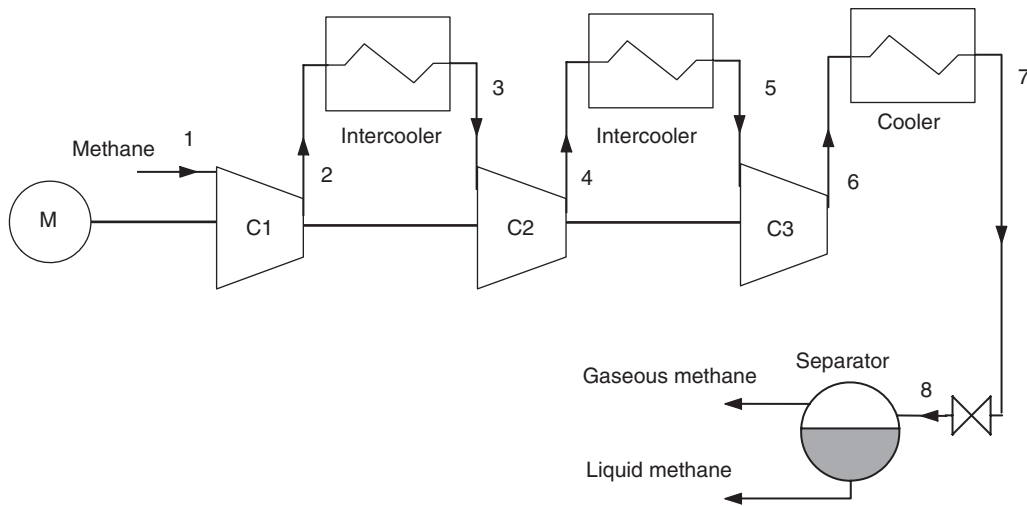 3
5
7
Intercooler
Intercooler
Cooler
Methane
1
2
4
6
M
C1
C2
C3
Separator
Gaseous methane
8
Liquid methane